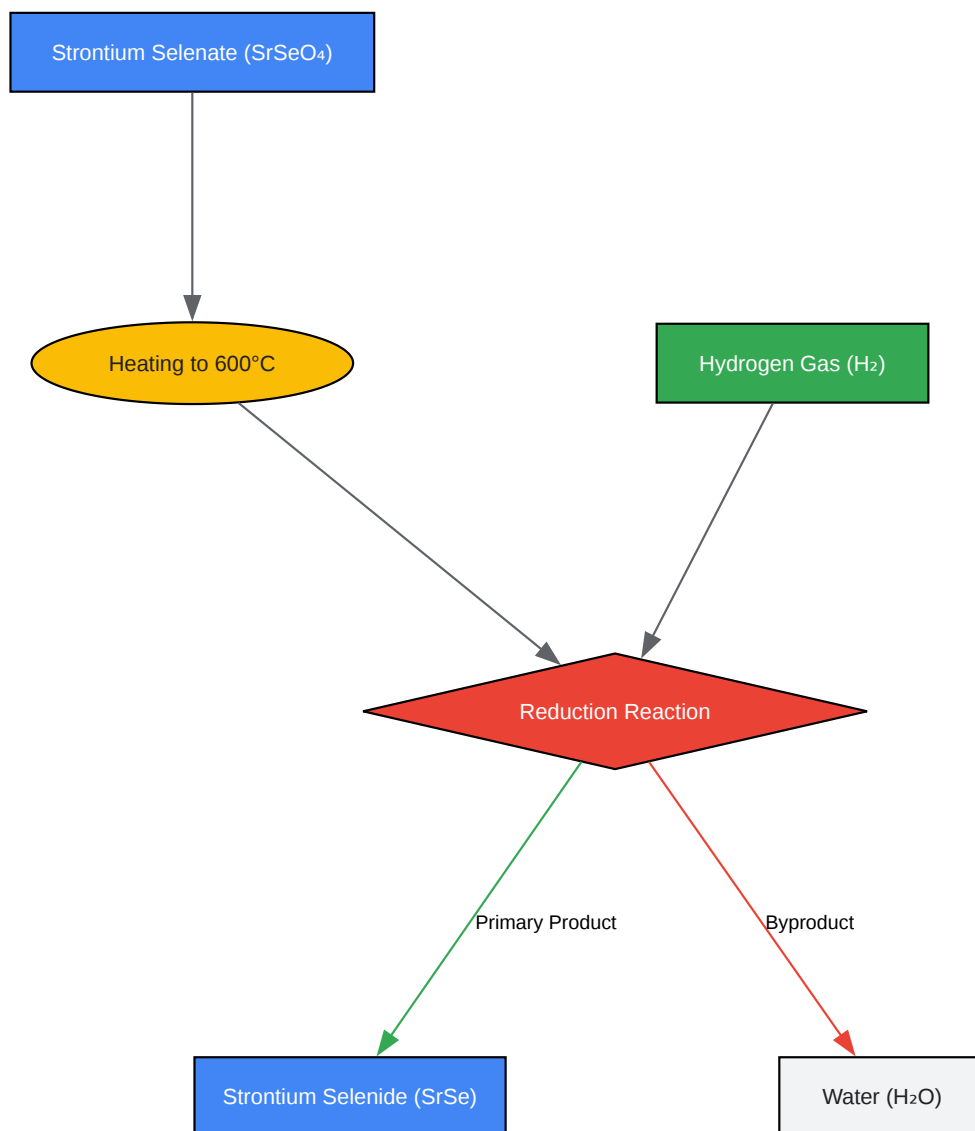 Strontium Selenate (SrSeO₄)
Heating to 600°C
Hydrogen Gas (H₂)
Reduction Reaction
Primary Product
Byproduct
Strontium Selenide (SrSe)
Water (H₂O)